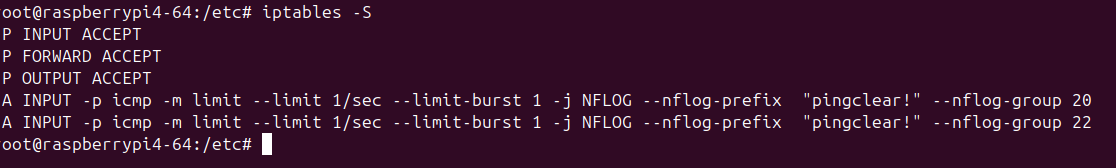 root@raspberrypi4-64:/etc# iptables -S
P INPUT ACCEPT
P FORWARD ACCEPT
P OUTPUT ACCEPT
A INPUT -p icmp -m limit --limit 1/sec --limit-burst 1 -j NFLOG --nflog-prefix  "pingclear!" --nflog-group 20
A INPUT -p icmp -m limit --limit 1/sec --limit-burst 1 -j NFLOG --nflog-prefix  "pingclear!" --nflog-group 22
root@raspberrypi4-64:/etc#